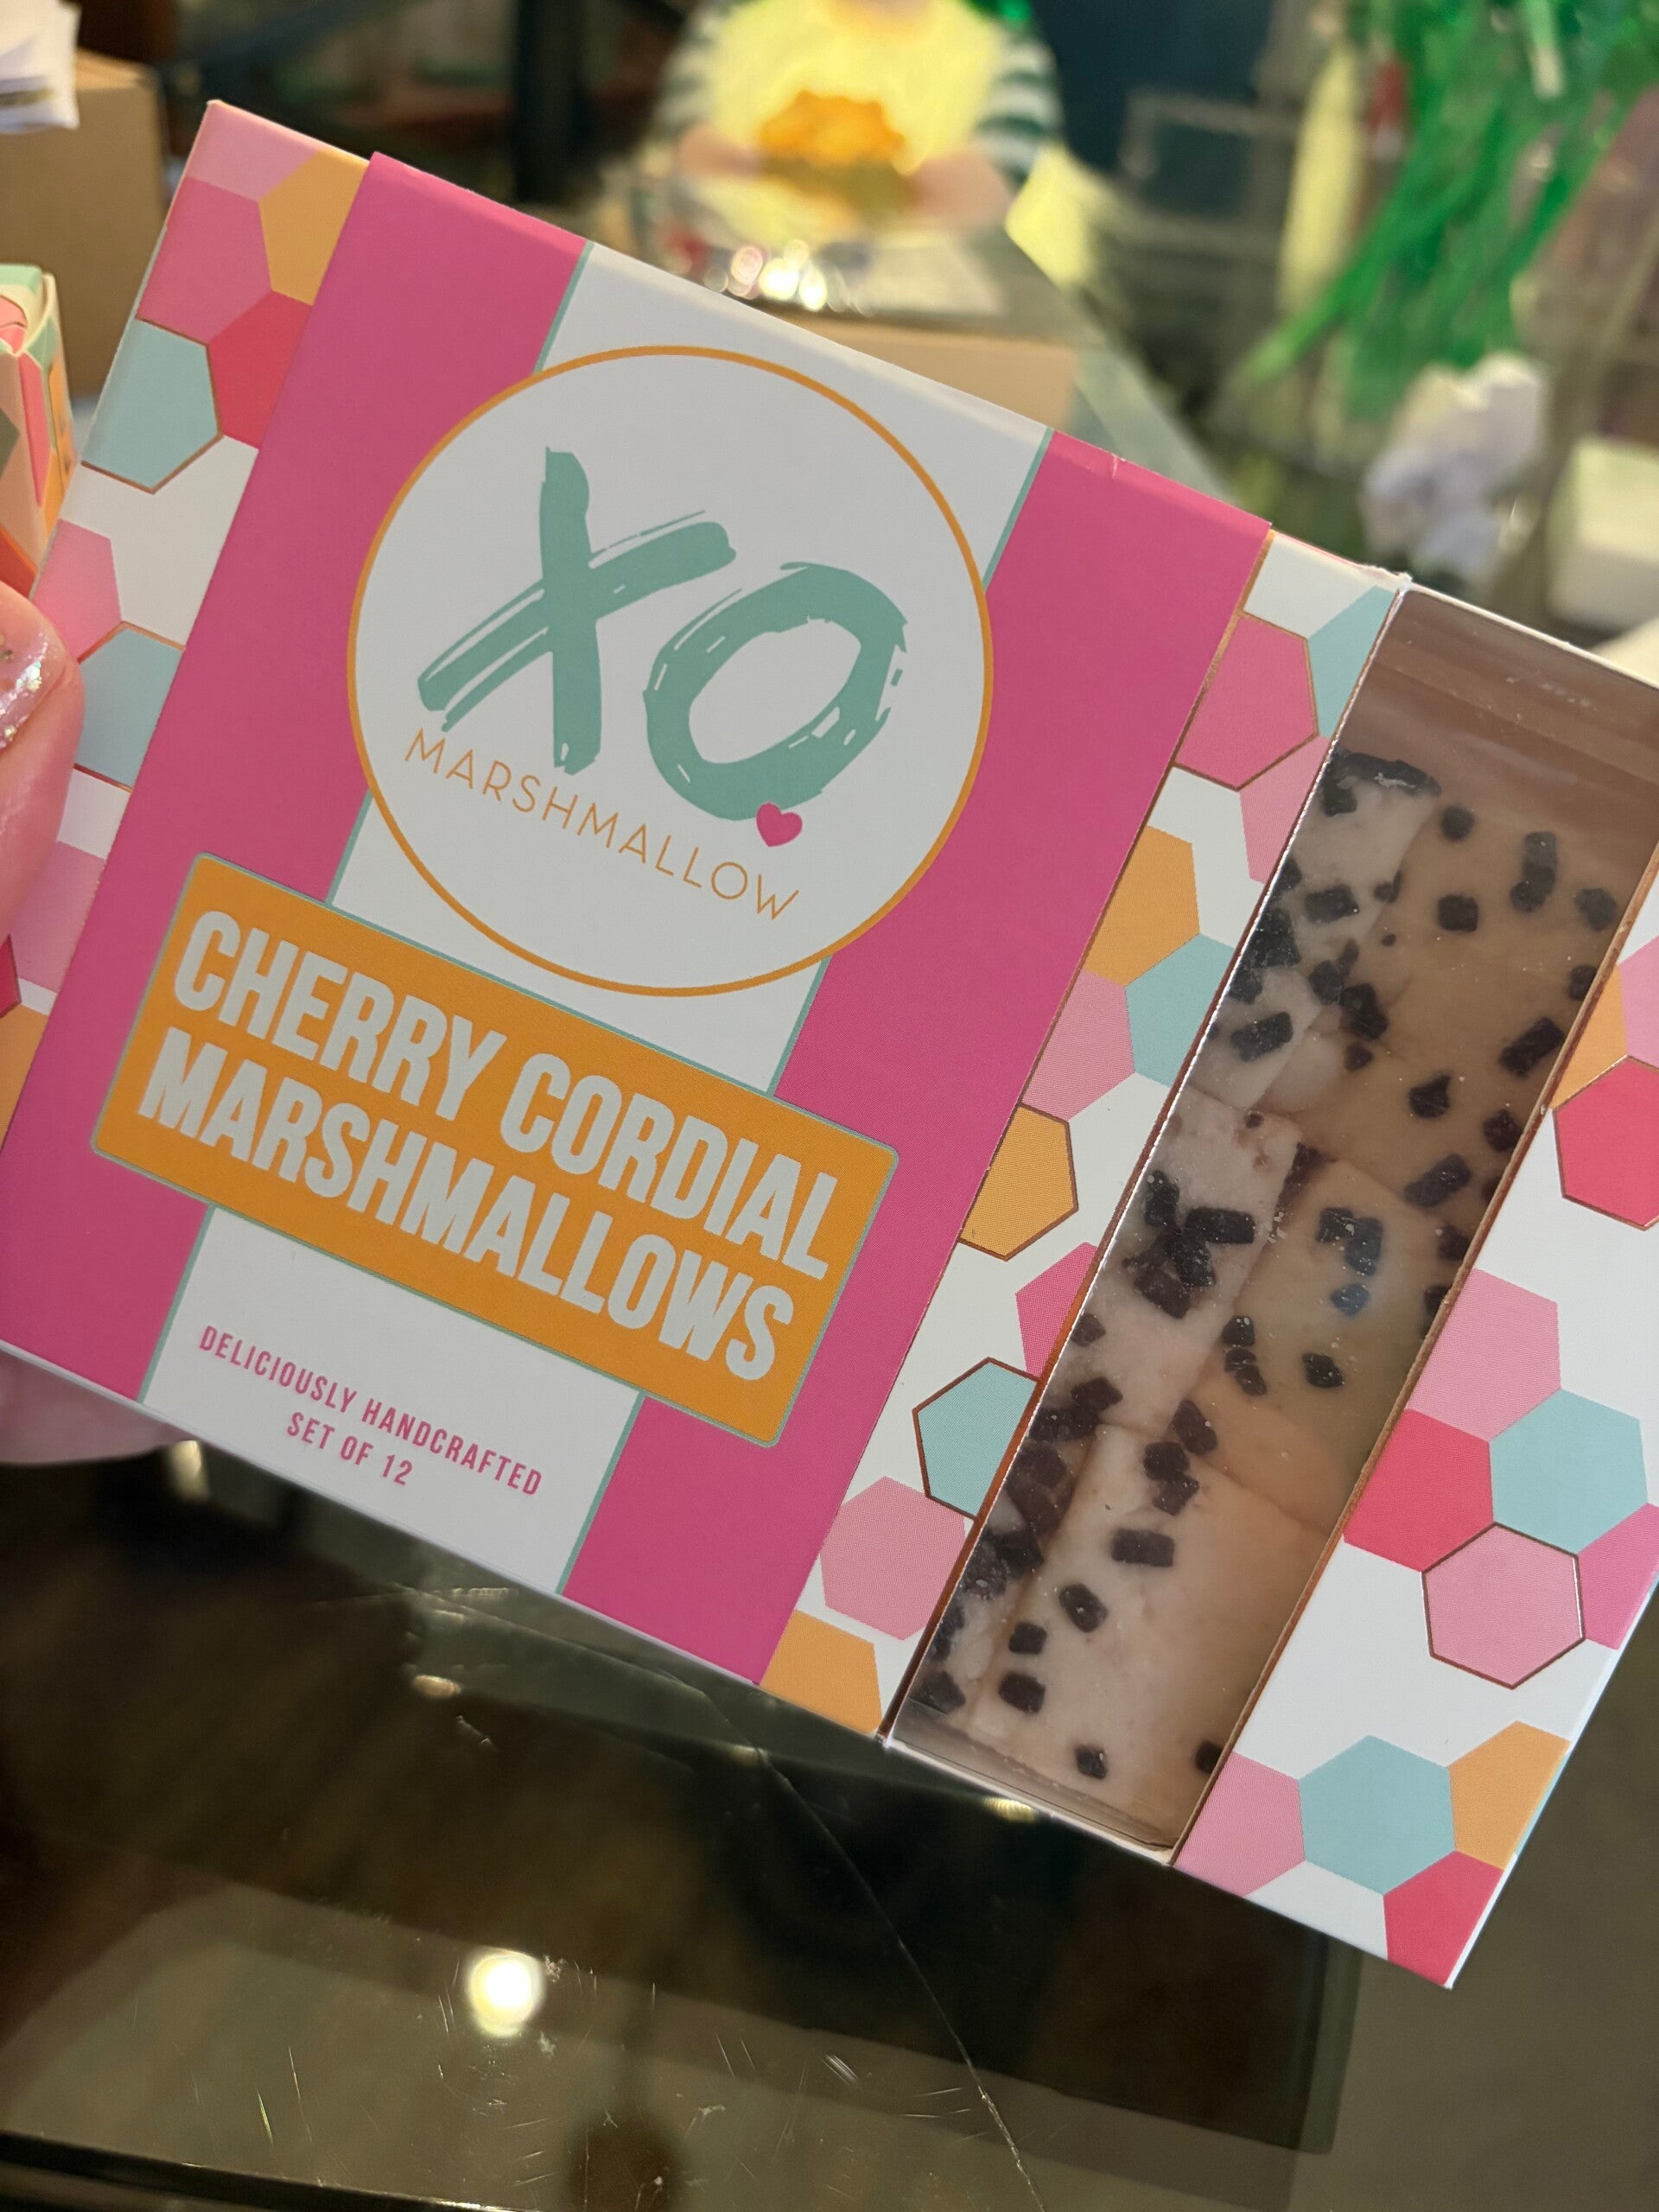 XO
MARSHMALLOW
CHERRY CORDIAL
MARSHMALLOWS
DELICIOUSLY HANDCRAFTED
SET OF 12